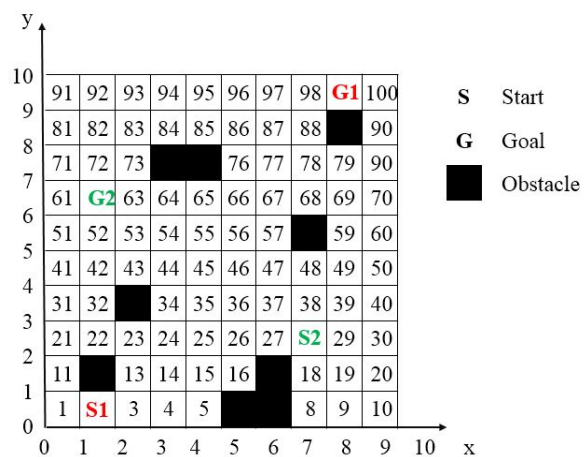 y
10
91 92 93 94 95 96 97 98 G1 100
9
81 82 83 84 85 86 87 88 90
8
71 72 73 76 77 78 79 90
7
61 G2 63 64 65 66 67 68 69 70
6
51 52 53 54 55 56 57 59 60
5
41 42 43 44 45 46 47 48 49 50
4
31 32 34 35 36 37 38 39 40
3
21 22 23 24 25 26 27 S2 29 30
2
11 13 14 15 16 18 19 20
1
1 S1 3 4 5 8 9 10
0
0 1 2 3 4 5 6 7 8 9 10 x
S Start
G Goal
Obstacle